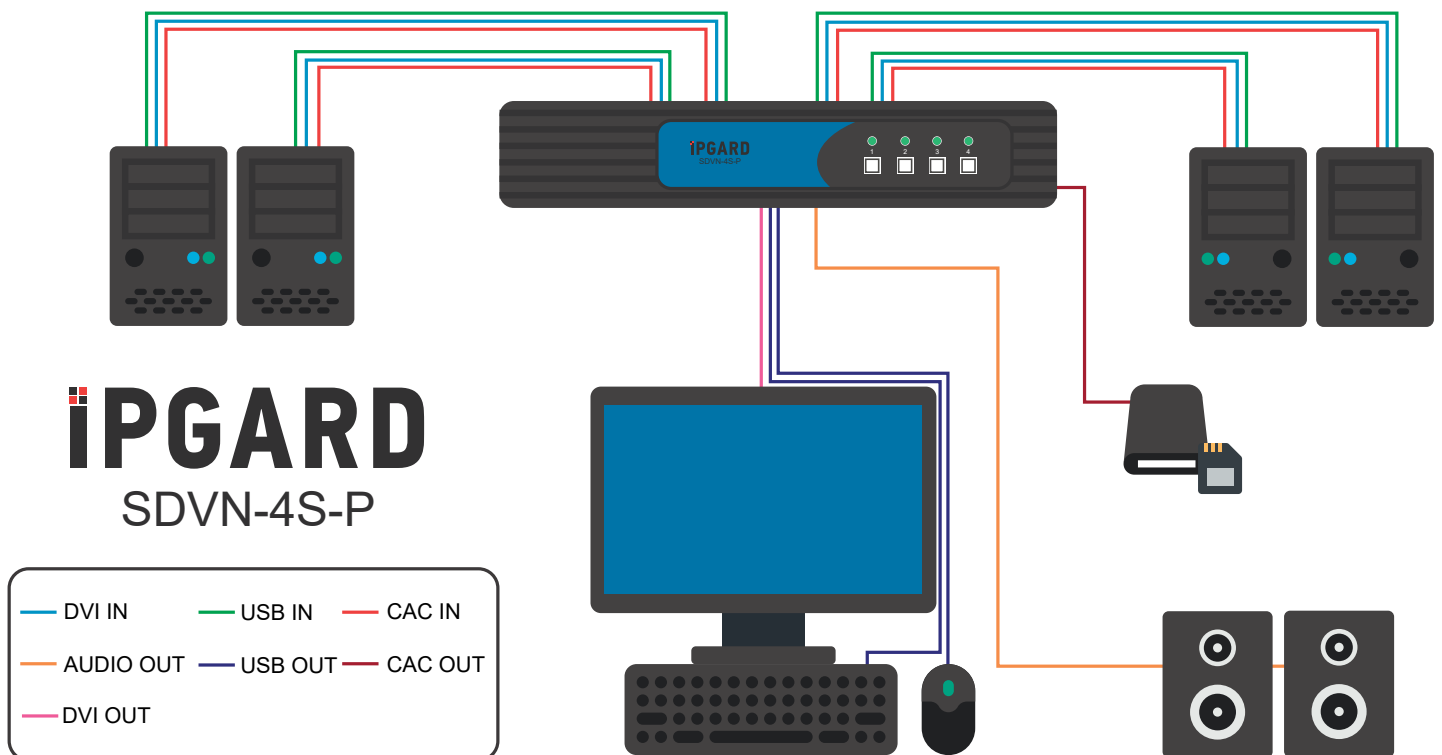 iPGARD
SDVN-4S-P
1 2 3 4
iPGARD
SDVN-4S-P
DVI IN USB IN CAC IN
AUDIO OUT USB OUT CAC OUT
DVI OUT